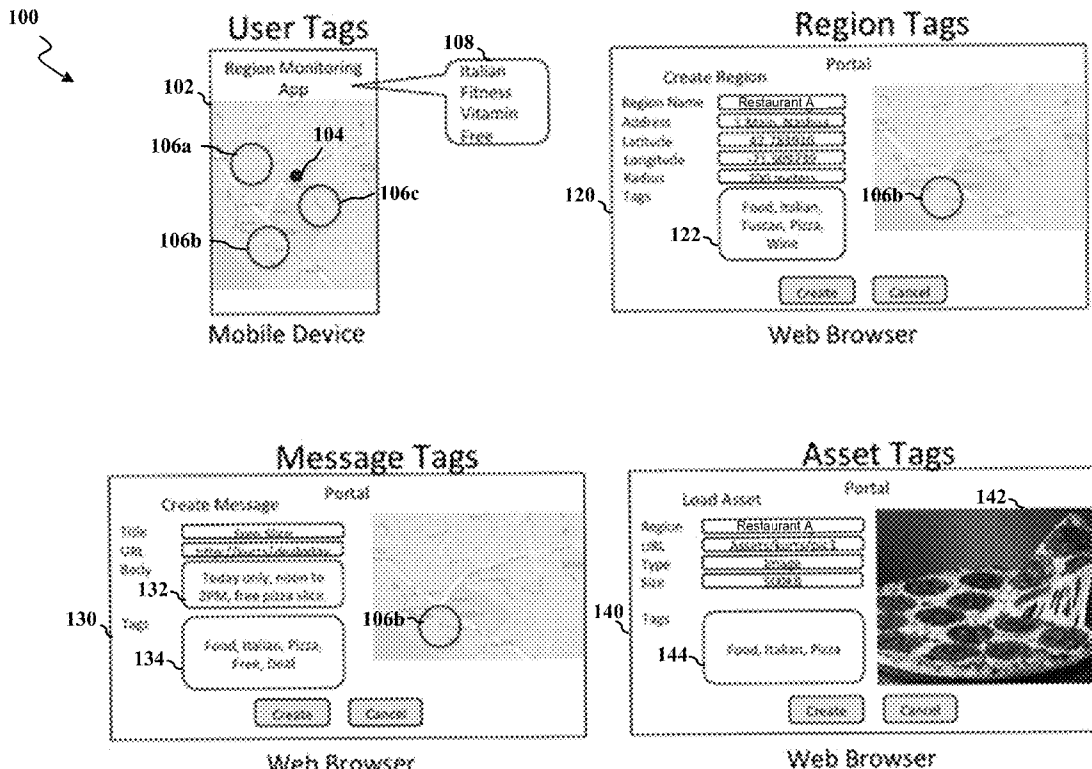 100
User Tags
102
Region Monitoring
App
108
Italian
Fitness
Vitamin
Free
104
106a
106c
106b
Mobile Device
Region Tags
Portal
Create Region
Region Name Restaurant A
Address
Latitude
Longitude
Radius
Tags
120
122
Food, Italian,
Tuscan, Pizza,
Wine
106b
Create Cancel
Web Browser
Message Tags
Portal
Create Message
Title
URL
Body
132
Today only, noon to
2PM, free pizza slice
Tags
130
134
Food, Italian, Pizza,
Free, Deal
106b
Create Cancel
Web Browser
Asset Tags
Portal
142
Load Asset
Region Restaurant A
URL
Type Image
Size
Tags
140
144
Food, Italian, Pizza
Create Cancel
Web Browser